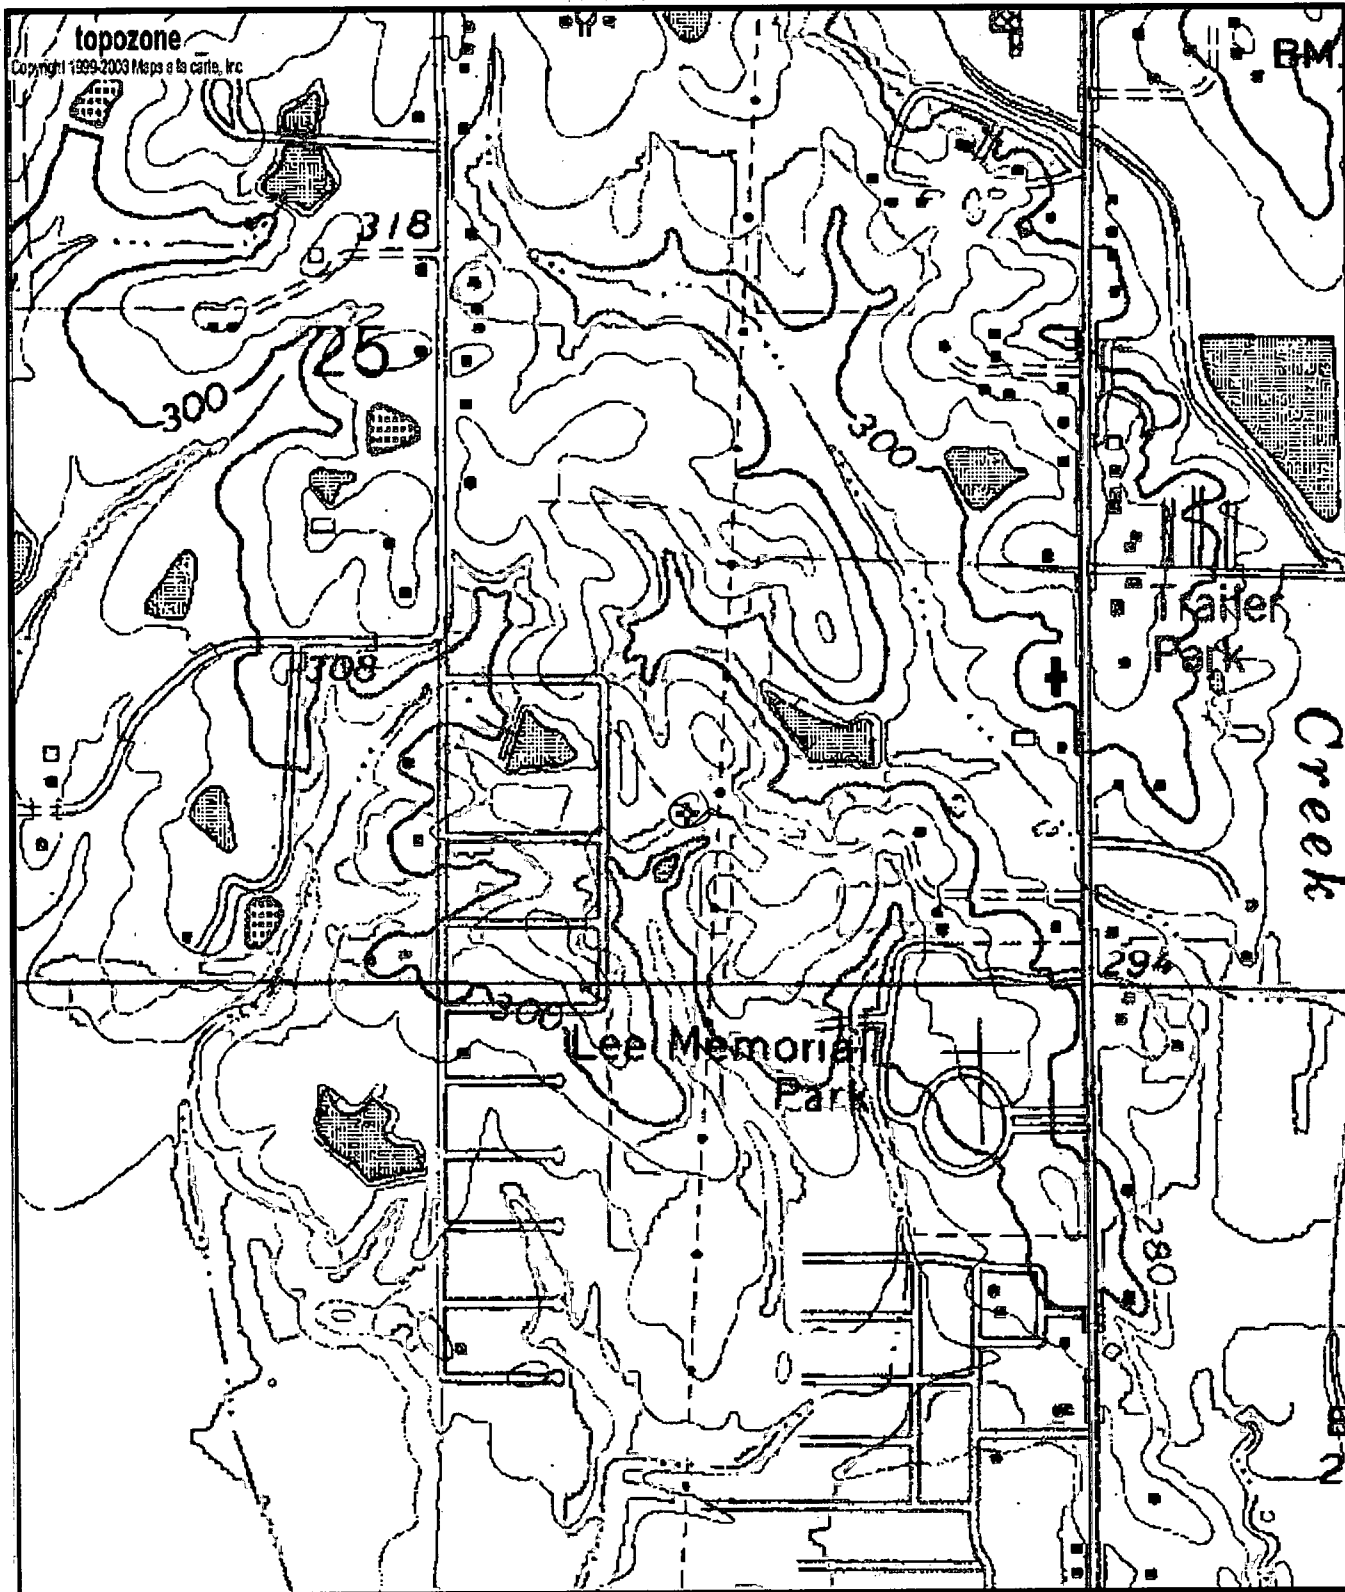 topozone
Copyright 1999-2003 Maps a la carte, Inc
BM
318
25
300
300
Trailer
Park
308
Creek
294
300
Lee Memorial
Park
280
2